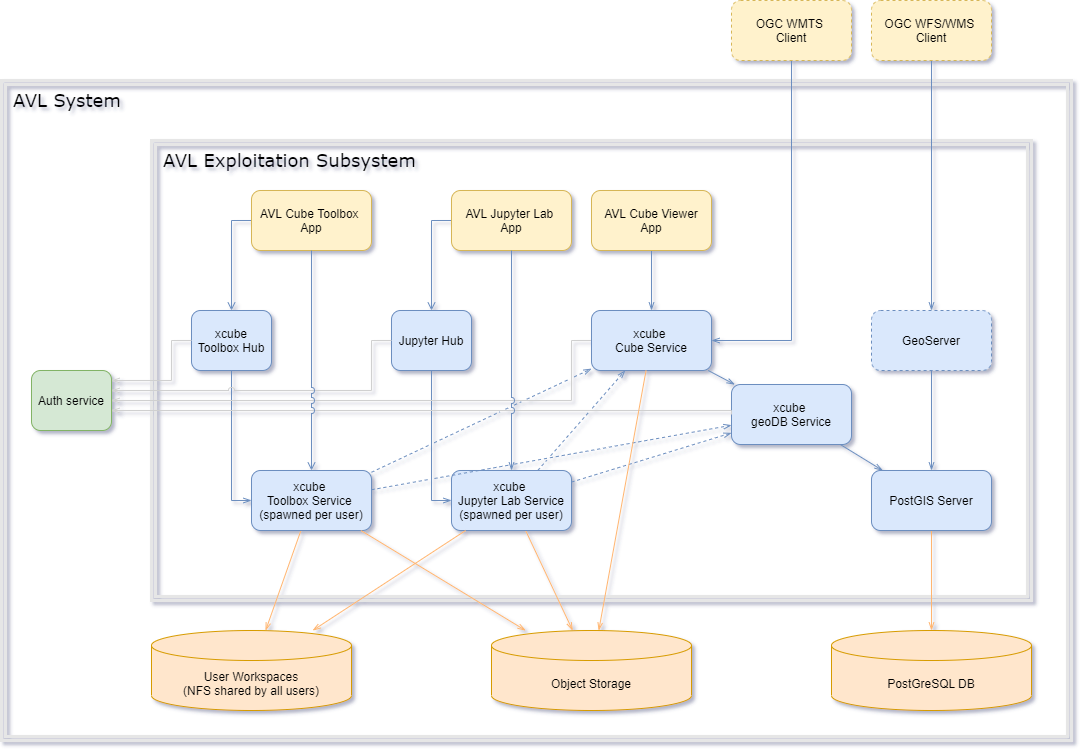 OGC WMTS
Client
OGC WFS/WMS
Client
AVL System
AVL Exploitation Subsystem
AVL Cube Toolbox
App
AVL Jupyter Lab
App
AVL Cube Viewer
App
xcube
Toolbox Hub
Jupyter Hub
xcube
Cube Service
GeoServer
Auth service
xcube
geoDB Service
xcube
Toolbox Service
(spawned per user)
xcube
Jupyter Lab Service
(spawned per user)
PostGIS Server
User Workspaces
(NFS shared by all users)
Object Storage
PostGreSQL DB